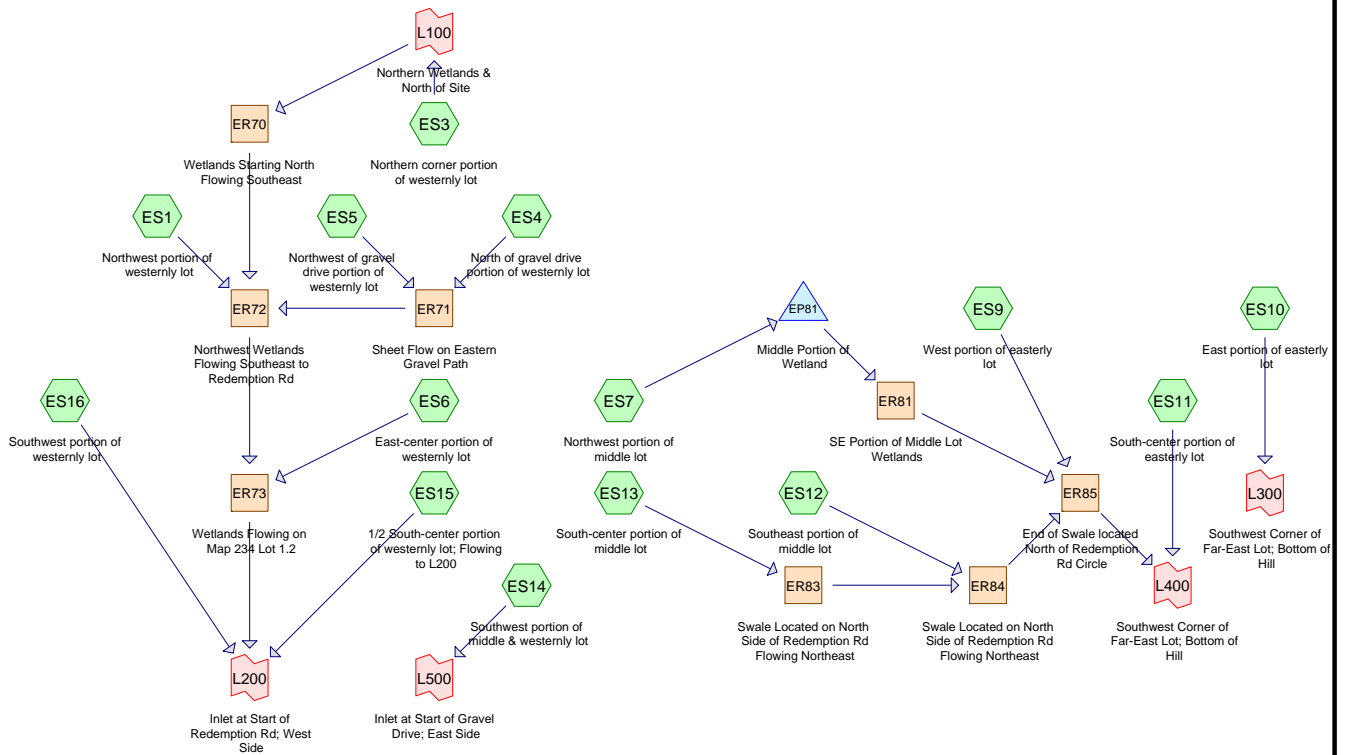 L100
Northern Wetlands &
North of Site
ER70
Wetlands Starting North
Flowing Southeast
ES3
Northern corner portion
of westernly lot
ES1
Northwest portion of
westernly lot
ES5
Northwest of gravel
drive portion of
westernly lot
ES4
North of gravel drive
portion of westernly lot
ER72
Northwest Wetlands
Flowing Southeast to
Redemption Rd
ER71
Sheet Flow on Eastern
Gravel Path
EP81
Middle Portion of
Wetland
ES9
West portion of easterly
lot
ES10
East portion of easterly
lot
ES16
Southwest portion of
westernly lot
ES6
East-center portion of
westernly lot
ES7
Northwest portion of
middle lot
ER81
SE Portion of Middle Lot
Wetlands
ES11
South-center portion of
easterly lot
ER73
Wetlands Flowing on
Map 234 Lot 1.2
ES15
1/2 South-center portion
of westernly lot; Flowing
to L200
ES13
South-center portion of
middle lot
ES12
Southeast portion of
middle lot
ER85
End of Swale located
North of Redemption
Rd Circle
L300
Southwest Corner of
Far-East Lot; Bottom of
Hill
ES14
Southwest portion of
middle & westernly lot
ER83
Swale Located on North
Side of Redemption Rd
Flowing Northeast
ER84
Swale Located on North
Side of Redemption Rd
Flowing Northeast
L400
Southwest Corner of
Far-East Lot; Bottom of
Hill
L200
Inlet at Start of
Redemption Rd; West
Side
L500
Inlet at Start of Gravel
Drive; East Side